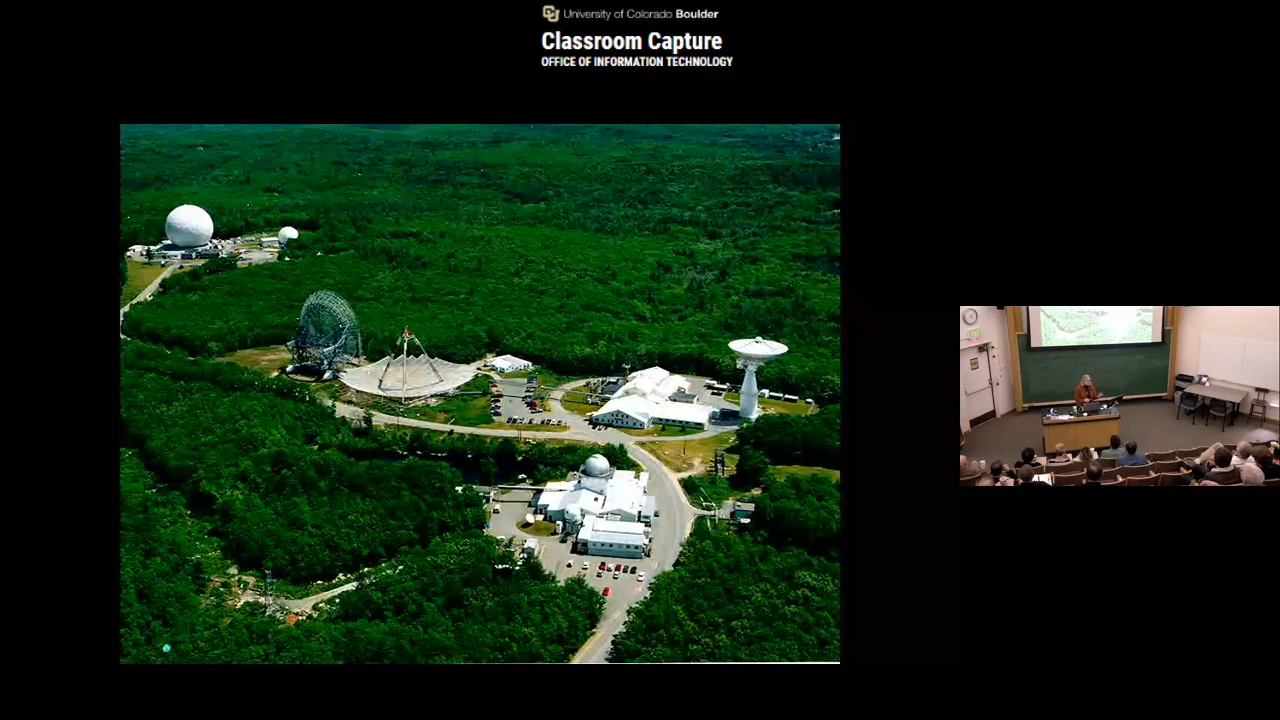 University of Colorado Boulder
Classroom Capture
OFFICE OF INFORMATION TECHNOLOGY